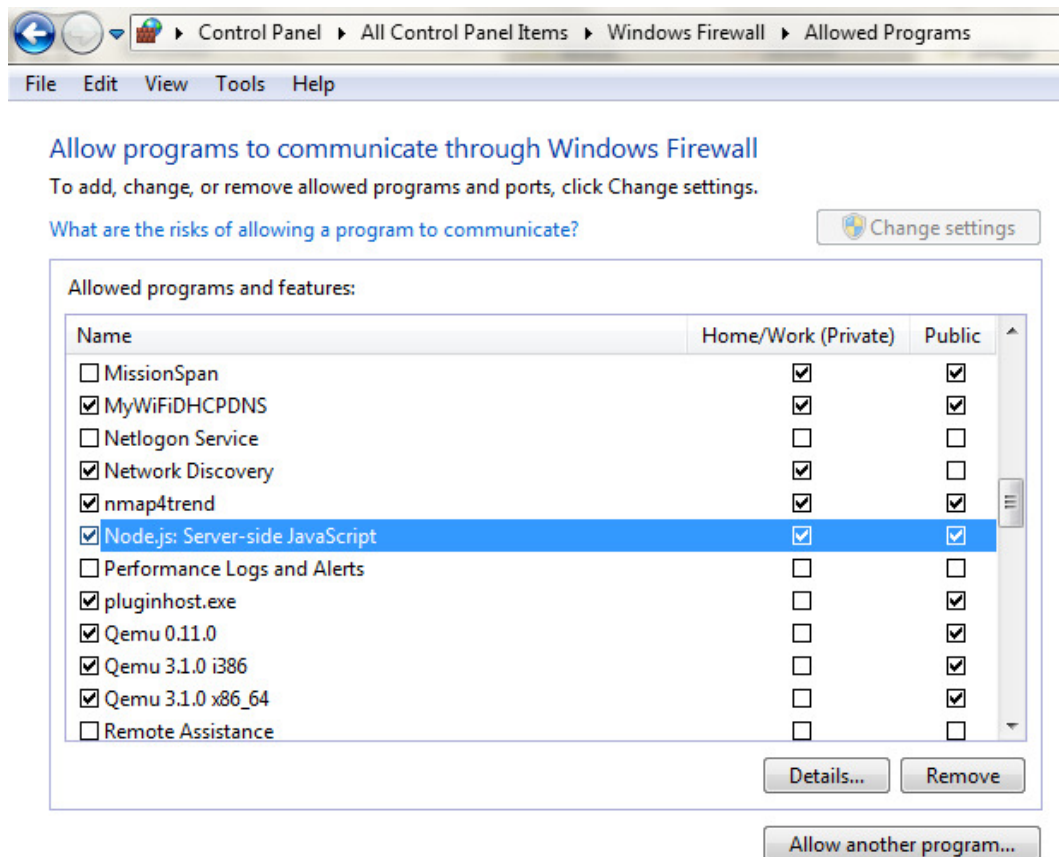 Control Panel All Control Panel Items Windows Firewall Allowed Programs
File Edit View Tools Help
Allow programs to communicate through Windows Firewall
To add, change, or remove allowed programs and ports, click Change settings.
What are the risks of allowing a program to communicate? Change settings
Allowed programs and features:
Name Home/Work (Private) Public
MissionSpan
MyWiFiDHCPDNS
Netlogon Service
Network Discovery
nmap4trend
Node.js: Server-side JavaScript
Performance Logs and Alerts
pluginhost.exe
Qemu 0.11.0
Qemu 3.1.0 i386
Qemu 3.1.0 x86_64
Remote Assistance
Details... Remove
Allow another program...